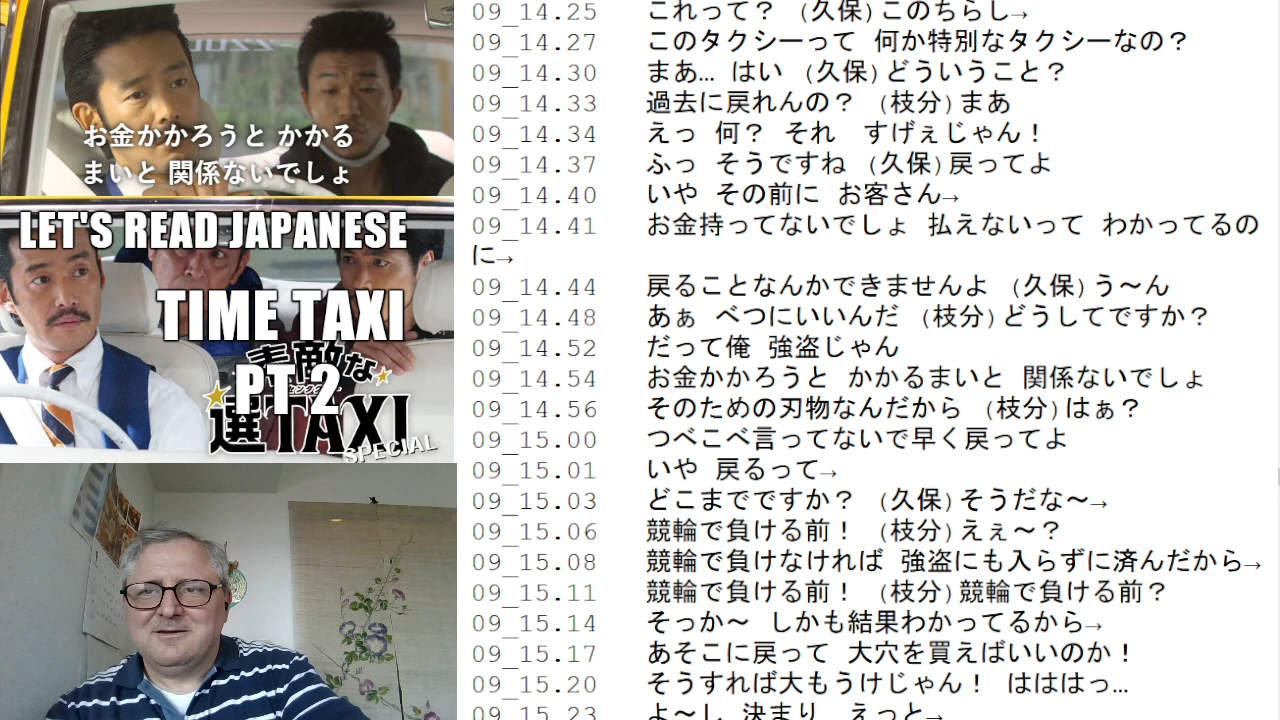 お金かかろうと かかる
まいと 関係ないでしょ
LET'S READ JAPANESE
TIME TAXI
PT 2
素敵な
選TAXI
SPECIAL
09_14.25 これって？ (久保)このちらし→
09_14.27 このタクシーって 何か特別なタクシーなの？
09_14.30 まあ… はい (久保)どういうこと？
09_14.33 過去に戻れんの？ (枝分)まあ
09_14.34 えっ 何？ それ すげぇじゃん！
09_14.37 ふっ そうですね (久保)戻ってよ
09_14.40 いや その前に お客さん→
09_14.41 お金持ってないでしょ 払えないって わかってるの
に→
09_14.44 戻ることなんかできませんよ (久保)う～ん
09_14.48 あぁ べつにいいんだ (枝分)どうしてですか？
09_14.52 だって俺 強盗じゃん
09_14.54 お金かかろうと かかるまいと 関係ないでしょ
09_14.56 そのための刃物なんだから (枝分)はぁ？
09_15.00 つべこべ言ってないで早く戻ってよ
09_15.01 いや 戻るって→
09_15.03 どこまでですか？ (久保)そうだな～→
09_15.06 競輪で負ける前！ (枝分)えぇ～？
09_15.08 競輪で負けなければ 強盗にも入らずに済んだから→
09_15.11 競輪で負ける前！ (枝分)競輪で負ける前？
09_15.14 そっか～ しかも結果わかってるから→
09_15.17 あそこに戻って 大穴を買えばいいのか！
09_15.20 そうすれば大もうけじゃん！ はははっ…
09_15.23 よ～し 決まり えっと→